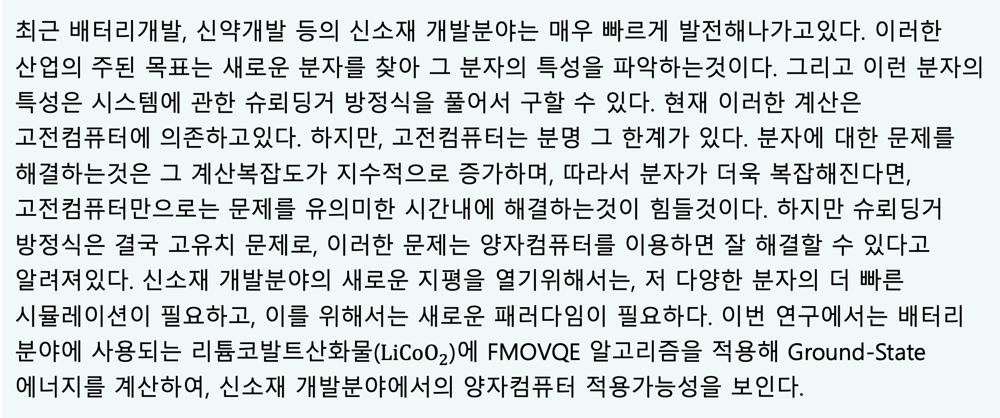 최근 배터리개발, 신약개발 등의 신소재 개발분야는 매우 빠르게 발전해나가고있다. 이러한
산업의 주된 목표는 새로운 분자를 찾아 그 분자의 특성을 파악하는것이다. 그리고 이런 분자의
특성은 시스템에 관한 슈뢰딩거 방정식을 풀어서 구할 수 있다. 현재 이러한 계산은
고전컴퓨터에 의존하고있다. 하지만, 고전컴퓨터는 분명 그 한계가 있다. 분자에 대한 문제를
해결하는것은 그 계산복잡도가 지수적으로 증가하며, 따라서 분자가 더욱 복잡해진다면,
고전컴퓨터만으로는 문제를 유의미한 시간내에 해결하는것이 힘들것이다. 하지만 슈뢰딩거
방정식은 결국 고유치 문제로, 이러한 문제는 양자컴퓨터를 이용하면 잘 해결할 수 있다고
알려져있다. 신소재 개발분야의 새로운 지평을 열기위해서는, 저 다양한 분자의 더 빠른
시뮬레이션이 필요하고, 이를 위해서는 새로운 패러다임이 필요하다. 이번 연구에서는 배터리
분야에 사용되는 리튬코발트산화물(LiCoO₂)에 FMOVQE 알고리즘을 적용해 Ground-State
에너지를 계산하여, 신소재 개발분야에서의 양자컴퓨터 적용가능성을 보인다.